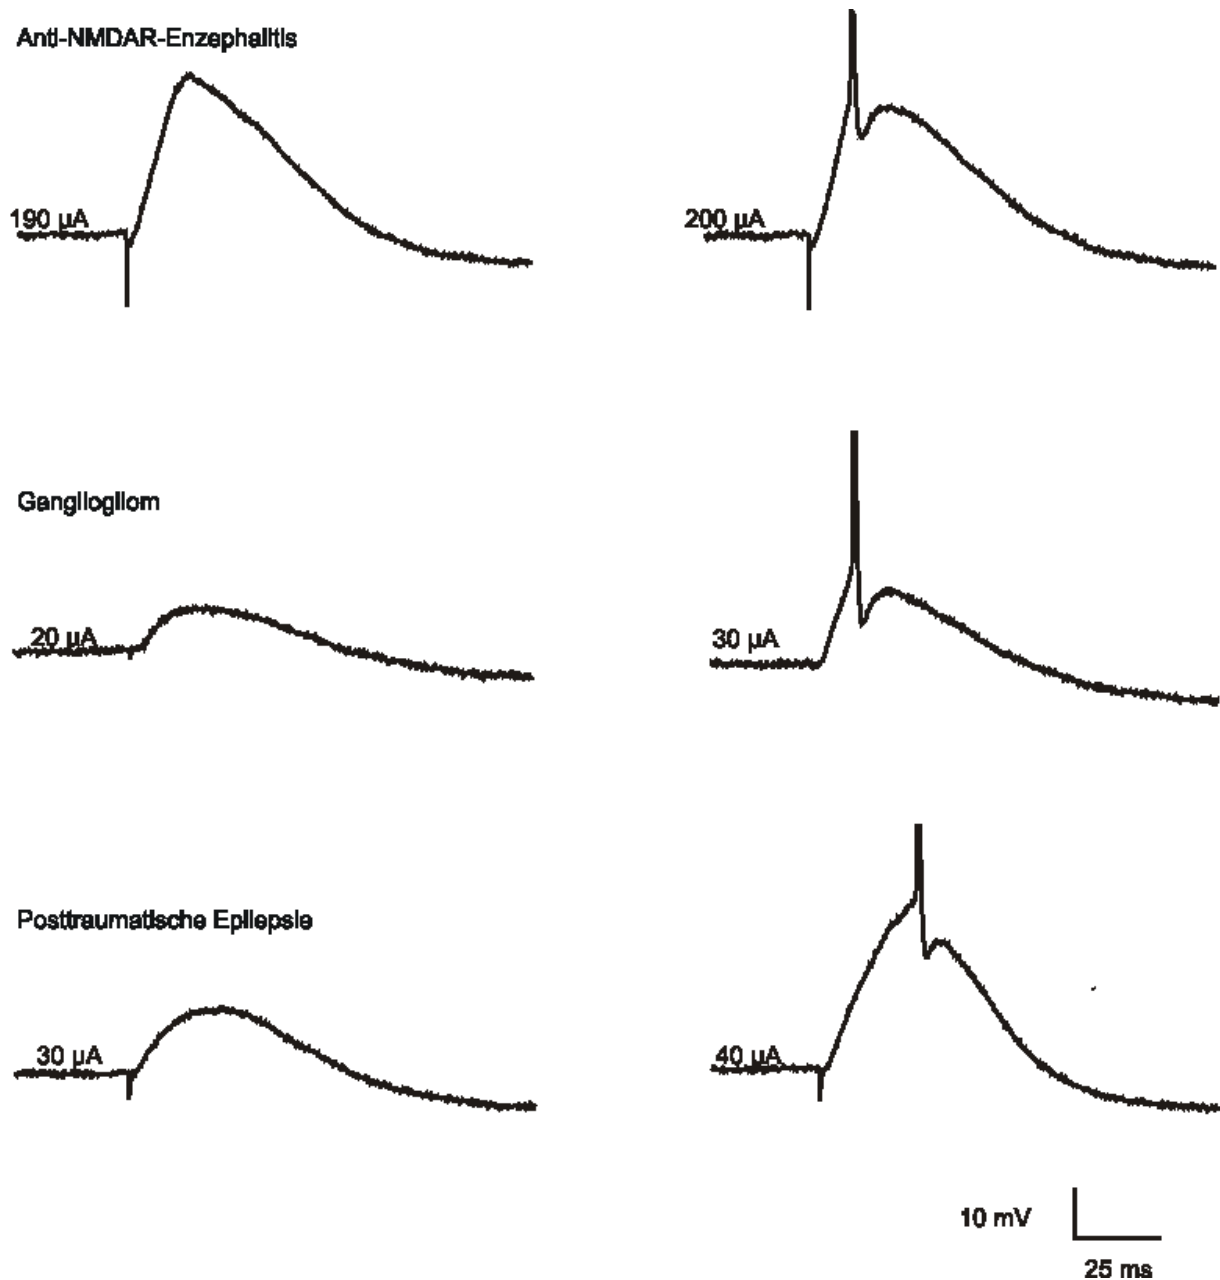 Anti-NMDAR-Enzephalitis
190 µA
200 µA
Gangliogliom
20 µA
30 µA
Posttraumatische Epilepsie
30 µA
40 µA
10 mV
25 ms